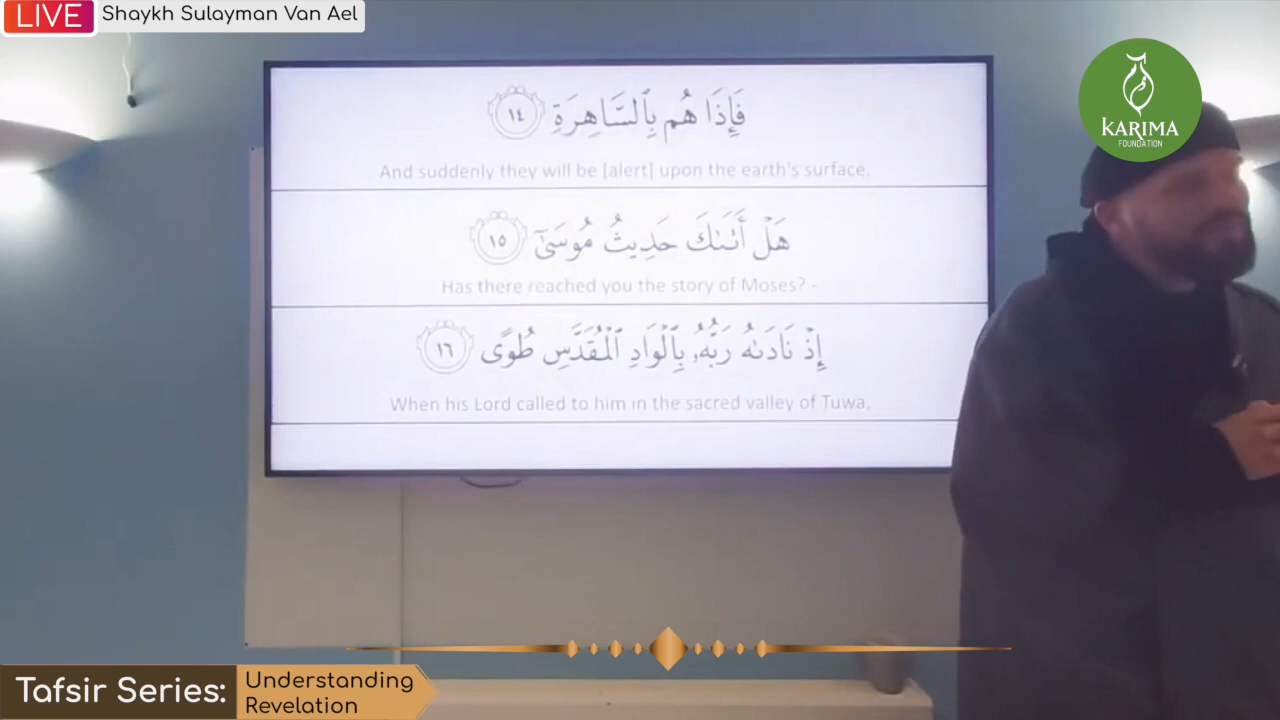 LIVE
Shaykh Sulayman Van Ael
KARIMA
FOUNDATION
فَإِذَا هُم بِٱلسَّاهِرَةِ ١٤
And suddenly they will be [alert] upon the earth's surface.
هَلْ أَتَىٰكَ حَدِيثُ مُوسَىٰٓ ١٥
Has there reached you the story of Moses? -
إِذْ نَادَىٰهُ رَبُّهُۥ بِٱلْوَادِ ٱلْمُقَدَّسِ طُوًى ١٦
When his Lord called to him in the sacred valley of Tuwa,
Tafsir Series:
Understanding
Revelation